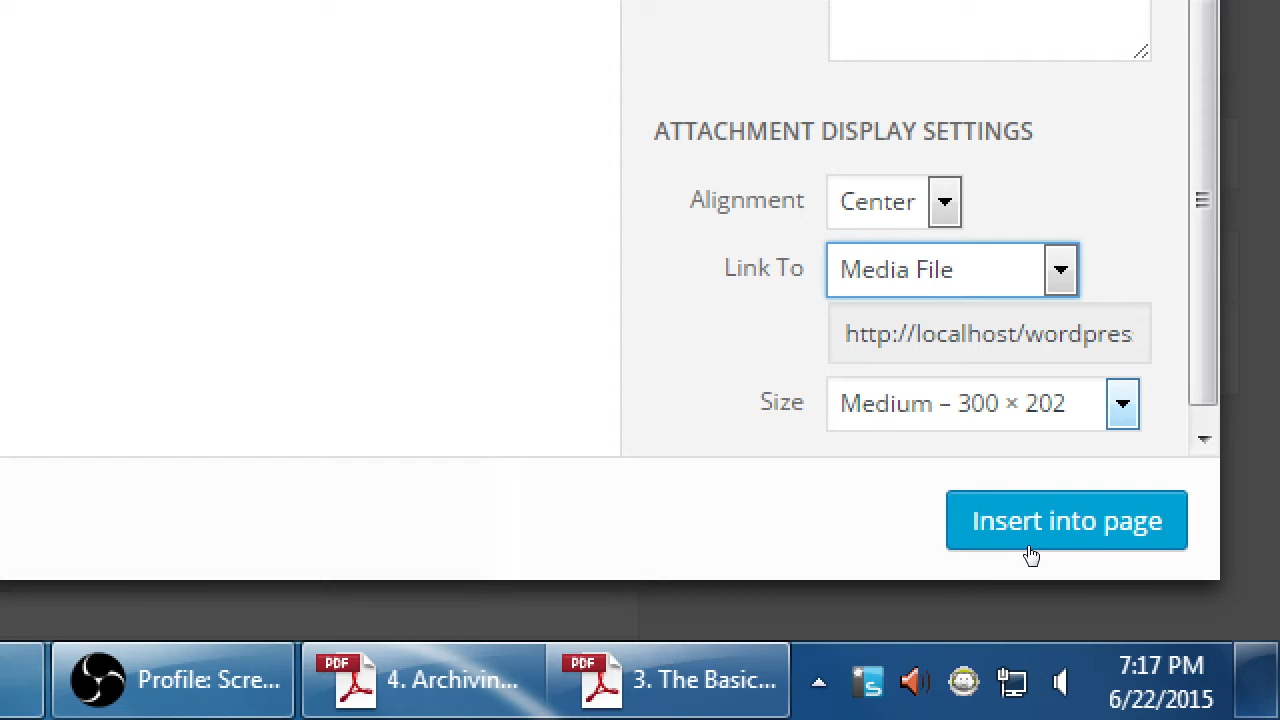 ATTACHMENT DISPLAY SETTINGS
Alignment Center
Link To Media File
http://localhost/wordpres
Size Medium – 300 × 202
Insert into page
Profile: Scre...
PDF 4. Archivin...
PDF 3. The Basic...
S
7:17 PM
6/22/2015